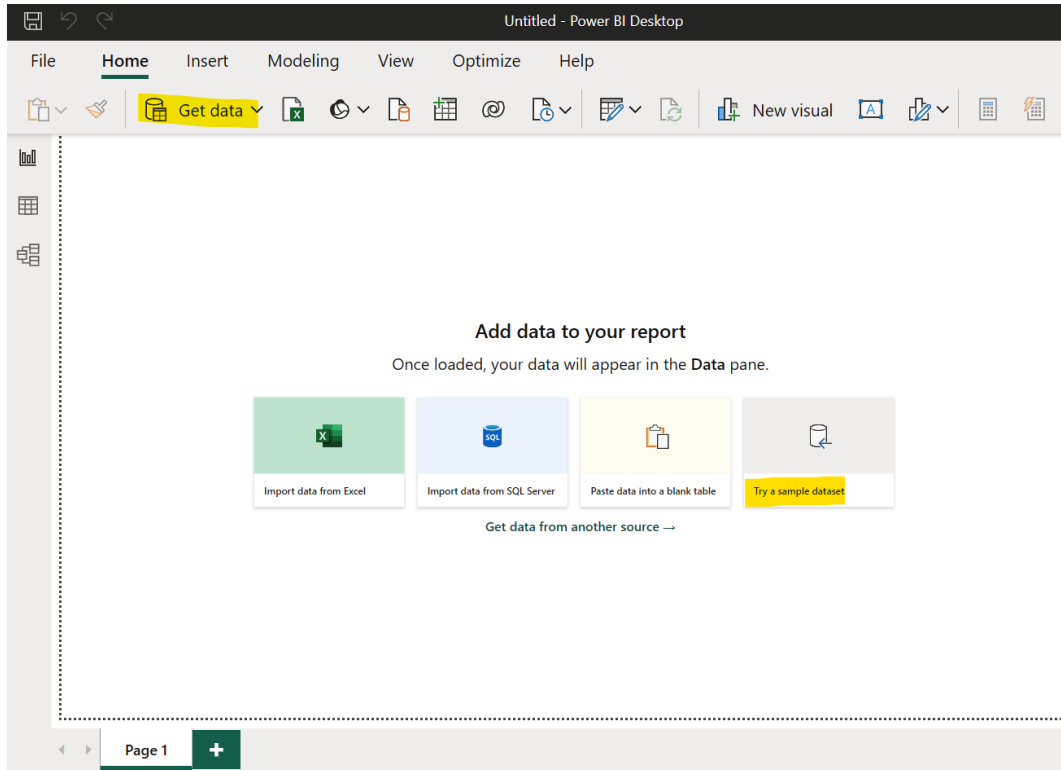 Untitled - Power BI Desktop
File Home Insert Modeling View Optimize Help
Get data New visual
Add data to your report
Once loaded, your data will appear in the Data pane.
Import data from Excel Import data from SQL Server Paste data into a blank table Try a sample dataset
Get data from another source →
Page 1